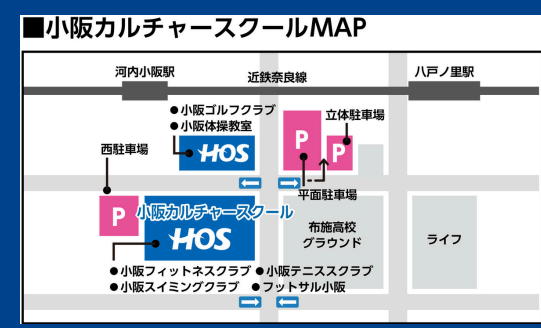 ■小阪カルチャースクールMAP
河内小阪駅
近鉄奈良線
八戸ノ里駅
●小阪ゴルフクラブ
●小阪体操教室
立体駐車場
西駐車場
HOS
P
P
平面駐車場
P
小阪カルチャースクール
HOS
布施高校
グラウンド
ライフ
●小阪フィットネスクラブ ●小阪テニススクラブ
●小阪スイミングクラブ ●フットサル小阪